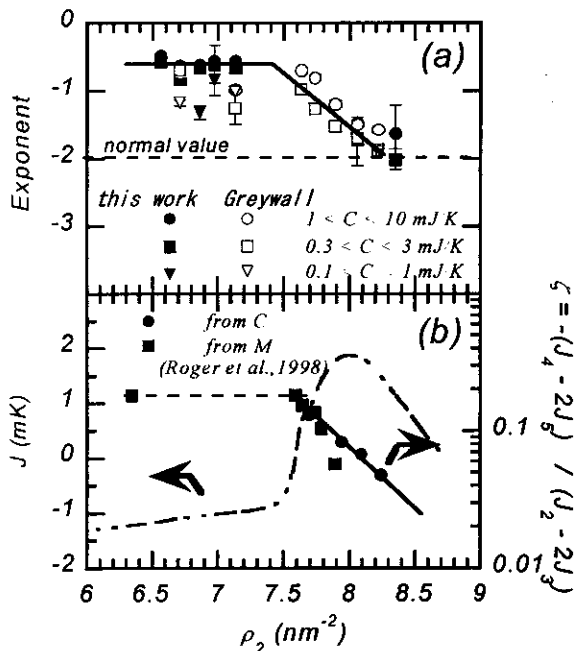 0
(a)
-1
Exponent
normal value
-2
this work Greywall
1 < C < 10 mJ/K
-3
0.3 < C < 3 mJ/K
0.1 < C < 1 mJ/K
from C
(b)
2
from M
(Roger et al., 1998)
1
J (mK)
0.1
0
-1
-2
0.01
6 6.5 7 7.5 8 8.5 9
ρ₂ (nm⁻²)
ζ = -(J₄ - 2J₅) / (J₂ - 2J₃)